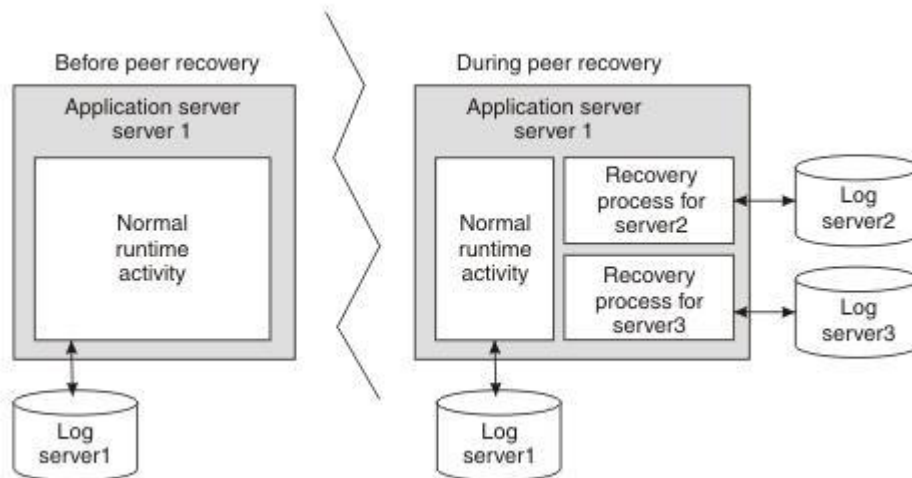 Before peer recovery
Application server
server 1
Normal
runtime
activity
Log
server1
During peer recovery
Application server
server 1
Normal
runtime
activity
Recovery
process for
server2
Recovery
process for
server3
Log
server2
Log
server3
Log
server1